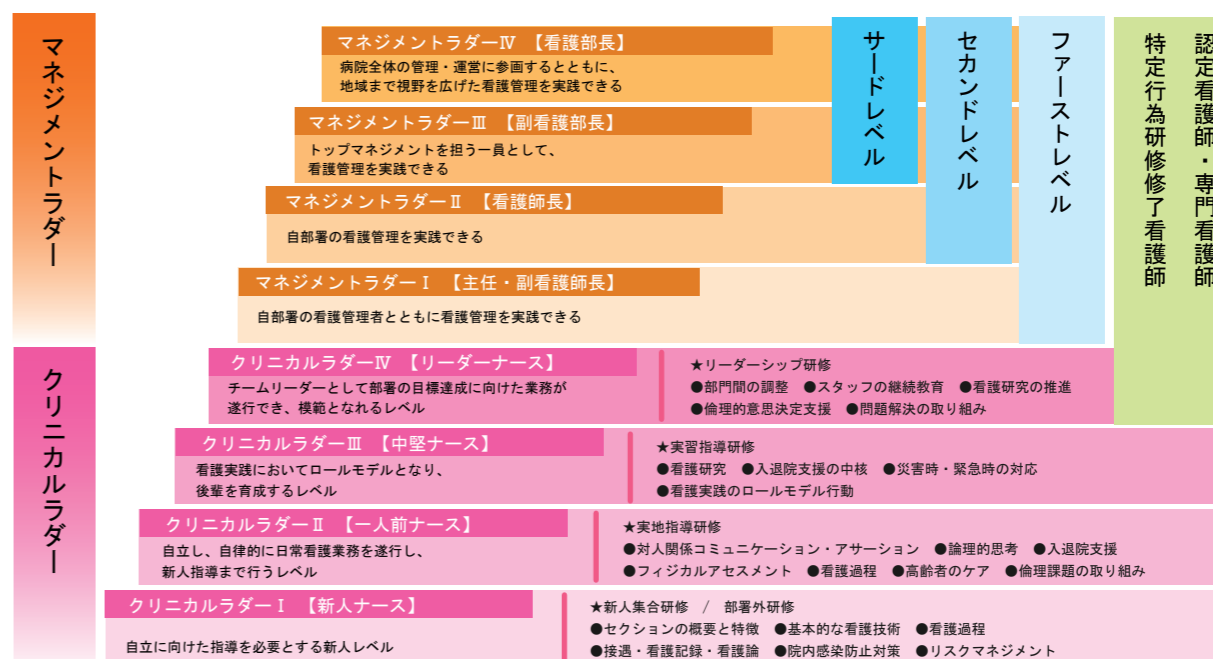 マネジメントラダー
マネジメントラダーⅣ 【看護部長】
病院全体の管理・運営に参画するとともに、
地域まで視野を広げた看護管理を実践できる
マネジメントラダーⅢ 【副看護部長】
トップマネジメントを担う一員として、
看護管理を実践できる
マネジメントラダーⅡ 【看護師長】
自部署の看護管理を実践できる
マネジメントラダーⅠ 【主任・副看護師長】
自部署の看護管理者とともに看護管理を実践できる
サードレベル
セカンドレベル
ファーストレベル
認定看護師・専門看護師
特定行為研修修了看護師
クリニカルラダー
クリニカルラダーⅣ 【リーダーナース】
チームリーダーとして部署の目標達成に向けた業務が
遂行でき、模範となれるレベル
★リーダーシップ研修
●部門間の調整 ●スタッフの継続教育 ●看護研究の推進
●倫理的意思決定支援 ●問題解決の取り組み
クリニカルラダーⅢ 【中堅ナース】
看護実践においてロールモデルとなり、
後輩を育成するレベル
★実習指導研修
●看護研究 ●入退院支援の中核 ●災害時・緊急時の対応
●看護実践のロールモデル行動
クリニカルラダーⅡ 【一人前ナース】
自立し、自律的に日常看護業務を遂行し、
新人指導まで行うレベル
★実地指導研修
●対人関係コミュニケーション・アサーション ●論理的思考 ●入退院支援
●フィジカルアセスメント ●看護過程 ●高齢者のケア ●倫理課題の取り組み
クリニカルラダーⅠ 【新人ナース】
自立に向けた指導を必要とする新人レベル
★新人集合研修 / 部署外研修
●セクションの概要と特徴 ●基本的な看護技術 ●看護過程
●接遇・看護記録・看護論 ●院内感染防止対策 ●リスクマネジメント